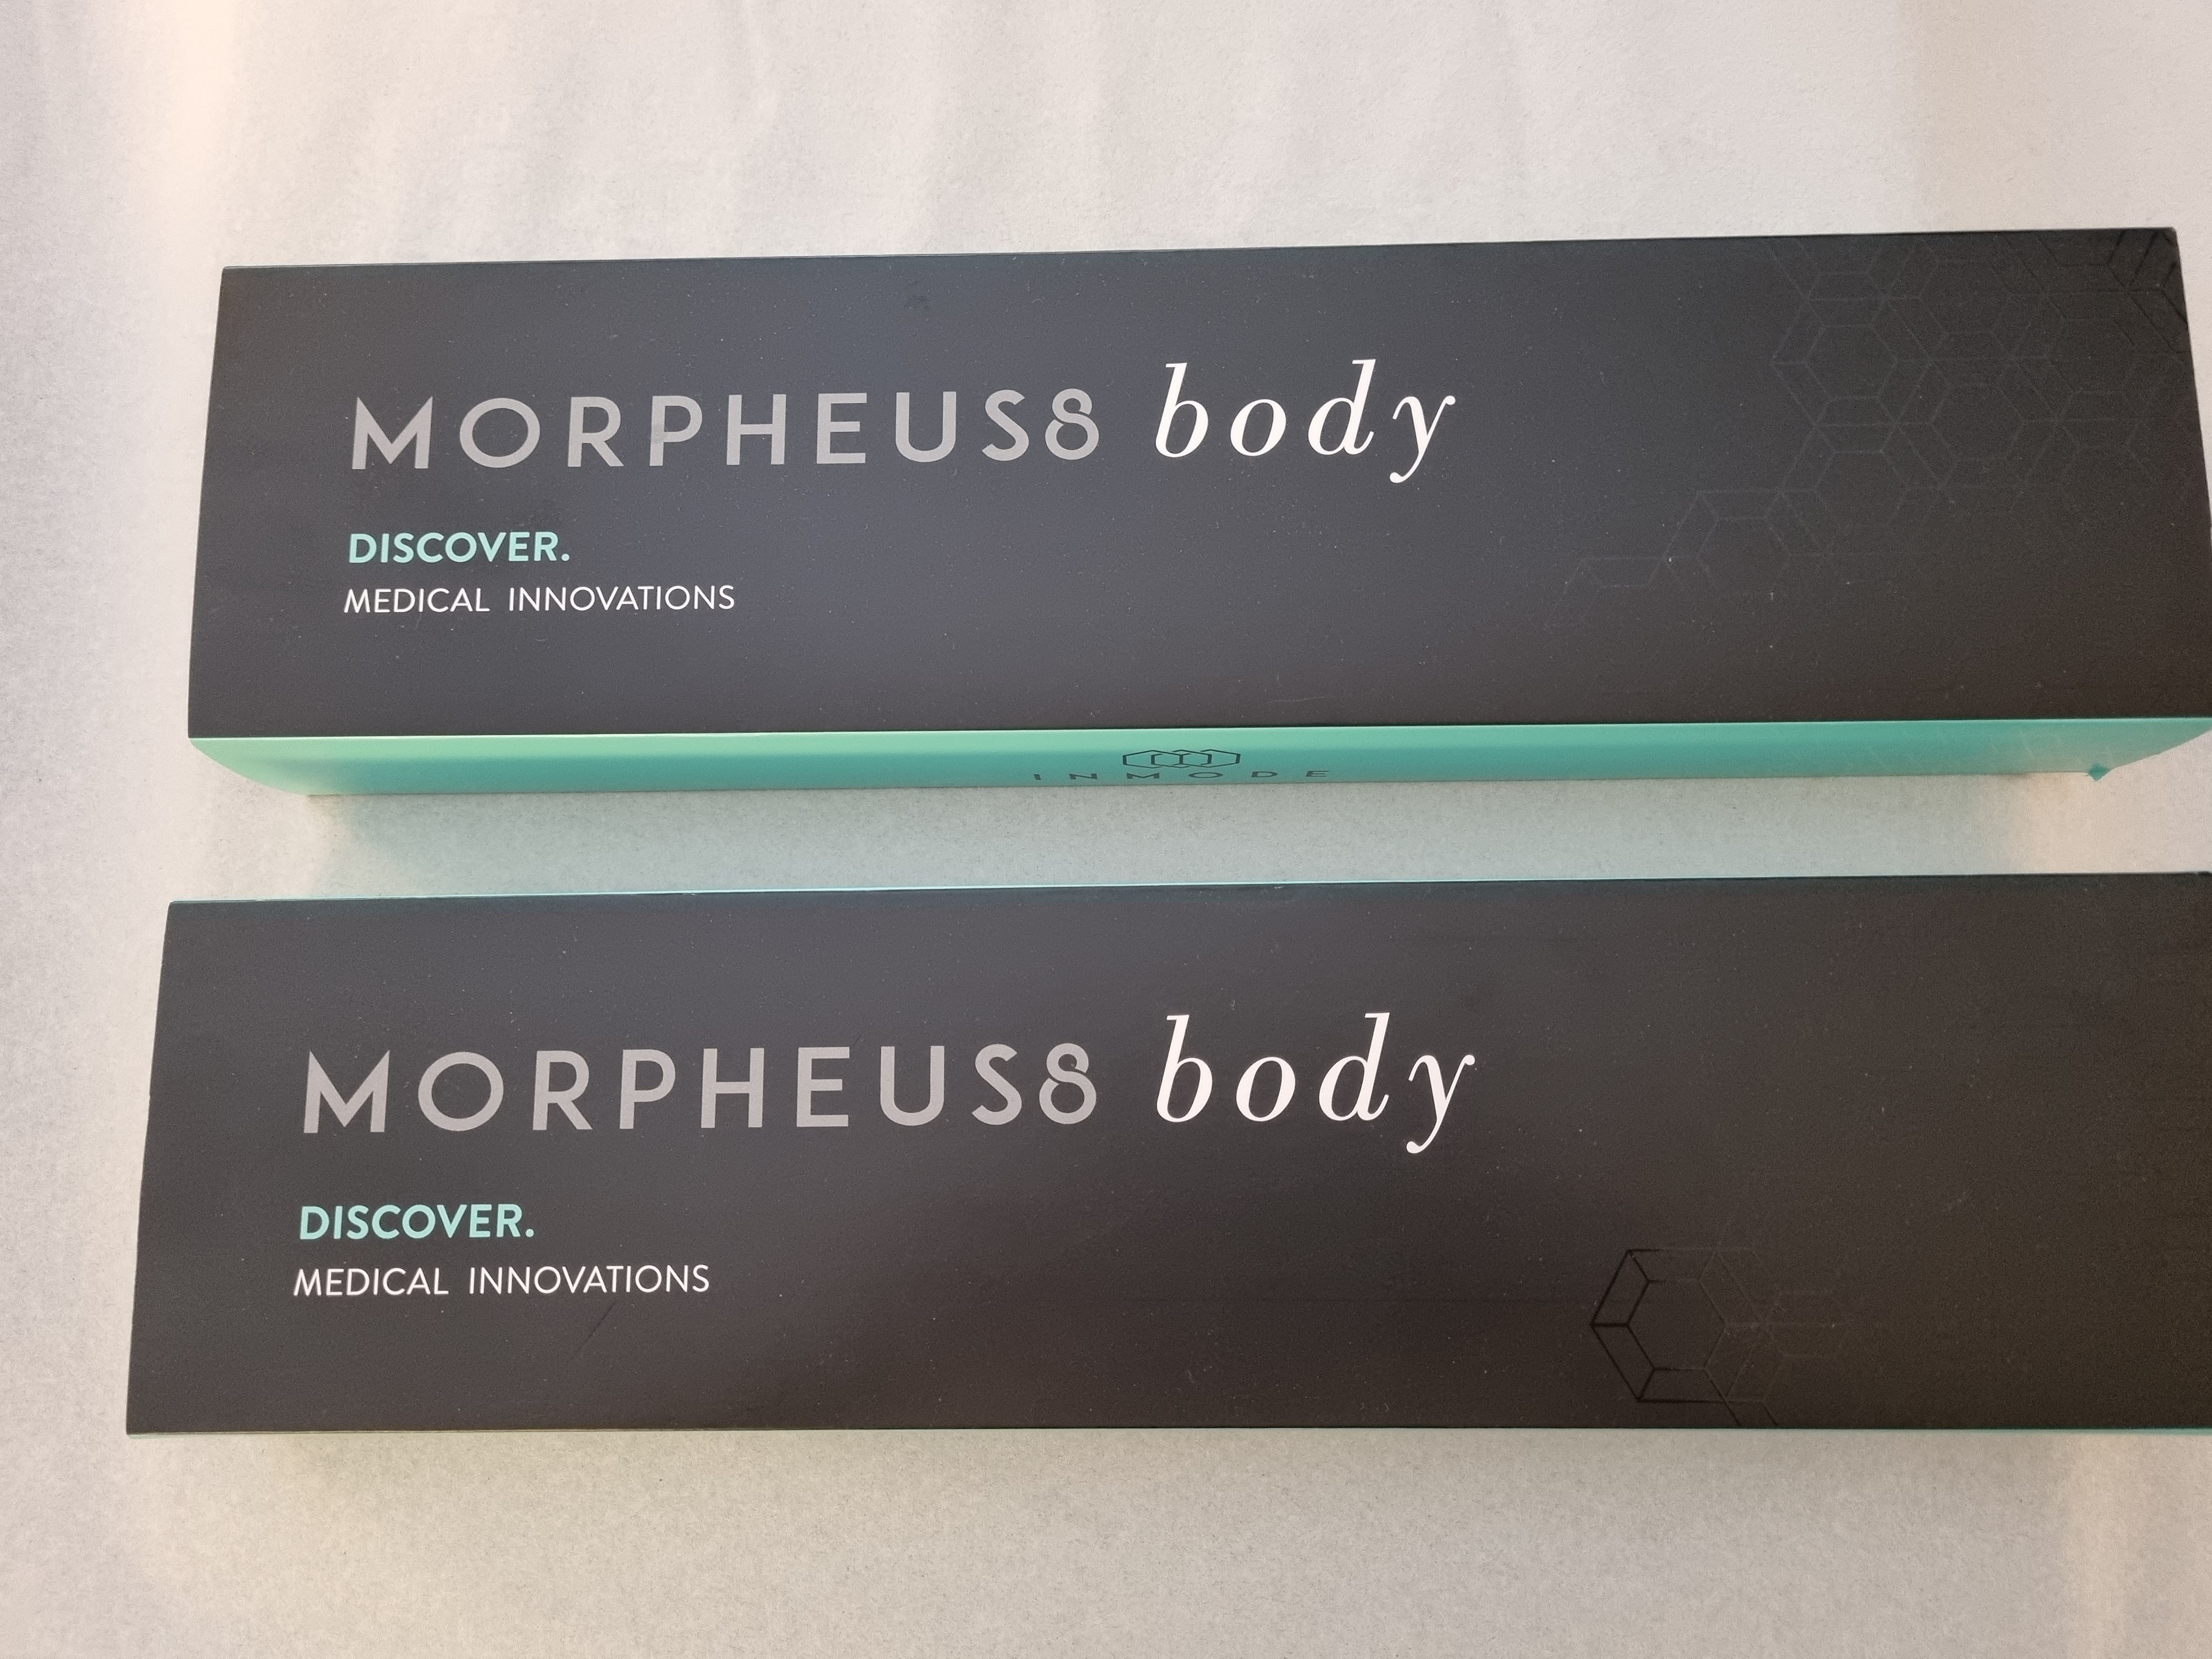 MORPHEUS8 body
DISCOVER.
MEDICAL INNOVATIONS
INMODE
MORPHEUS8 body
DISCOVER.
MEDICAL INNOVATIONS